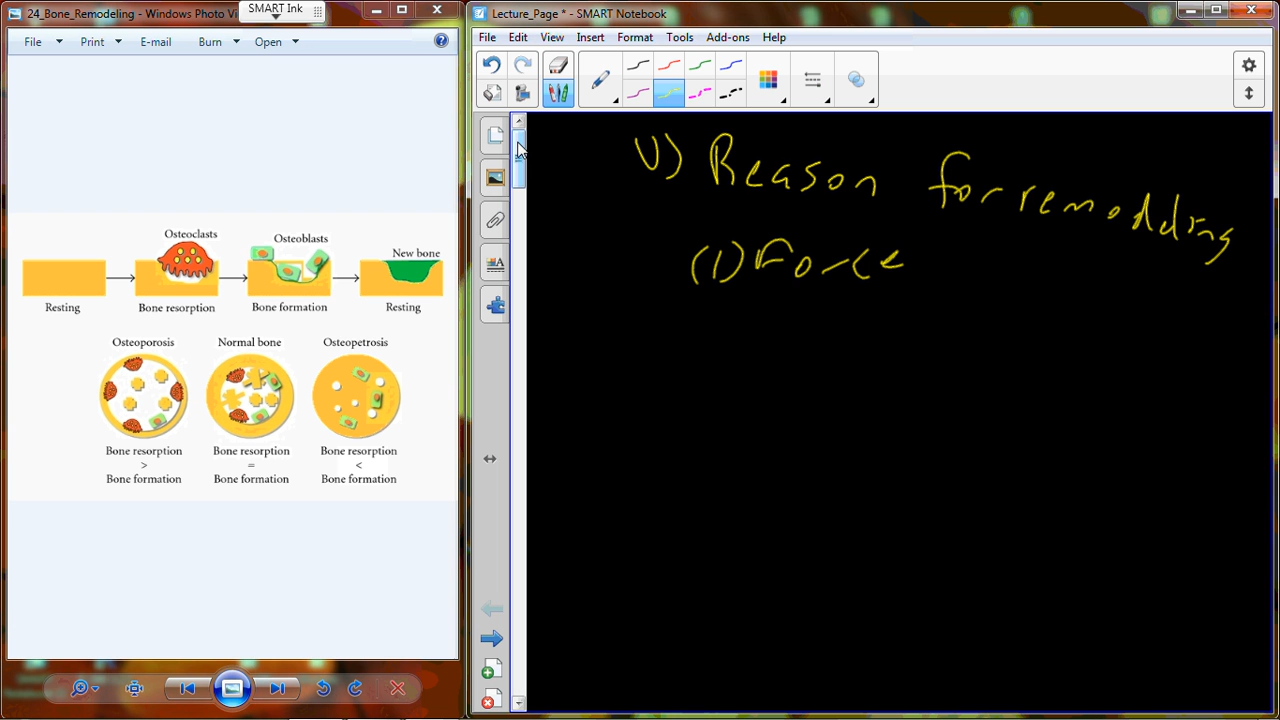 24_Bone_Remodeling - Windows Photo Vi
SMART Ink
File Print E-mail Burn Open
Osteoclasts
Osteoblasts
New bone
Resting
Bone resorption
Bone formation
Resting
Osteoporosis
Normal bone
Osteopetrosis
Bone resorption
>
Bone formation
Bone resorption
=
Bone formation
Bone resorption
<
Bone formation
Lecture_Page * - SMART Notebook
File Edit View Insert Format Tools Add-ons Help
V) Reason for remodeling
(1) Force